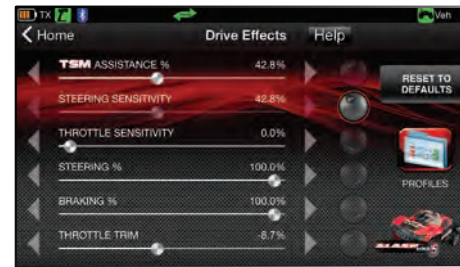 TX Veh
Home Drive Effects Help
TSM ASSISTANCE % 42.8%
RESET TO
DEFAULTS
STEERING SENSITIVITY 42.8%
THROTTLE SENSITIVITY 0.0%
STEERING % 100.0%
PROFILES
BRAKING % 100.0%
THROTTLE TRIM -8.7%
SLASH